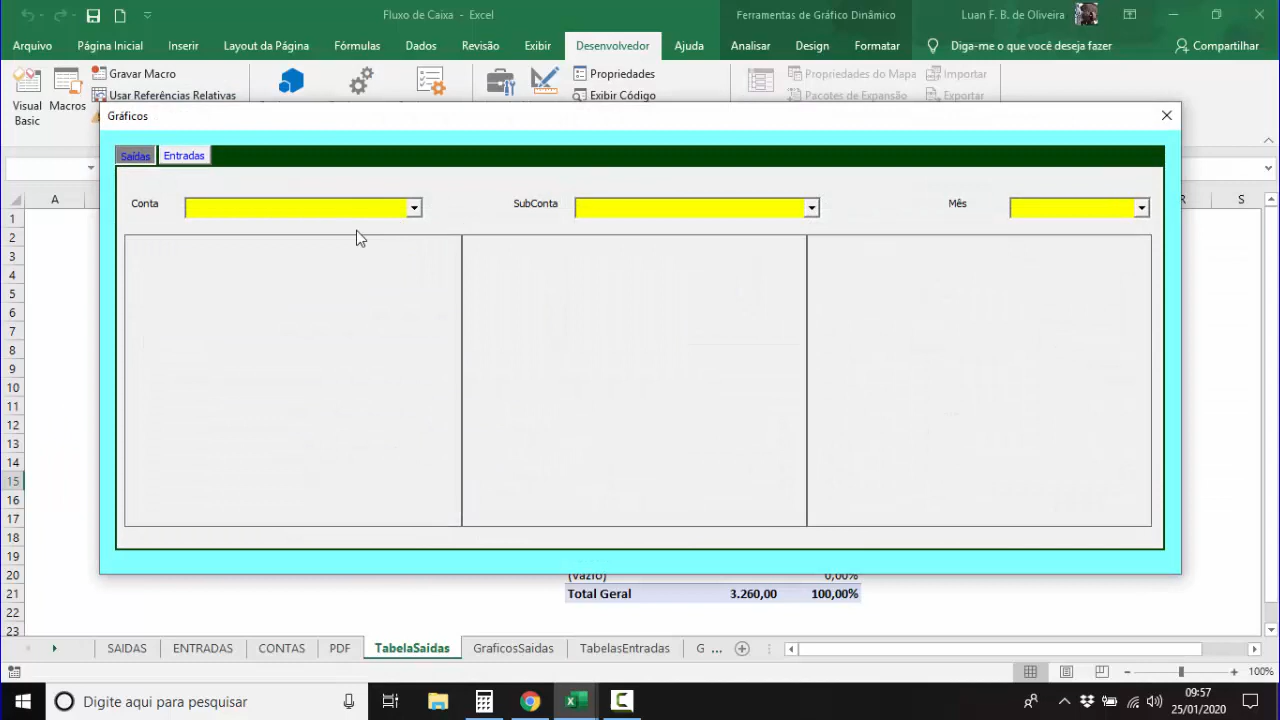 Fluxo de Caixa - Excel
Ferramentas de Gráfico Dinâmico
Luan F. B. de Oliveira
Arquivo Página Inicial Inserir Layout da Página Fórmulas Dados Revisão Exibir Desenvolvedor Ajuda Analisar Design Formatar Diga-me o que você deseja fazer Compartilhar
Visual Basic
Macros
Gravar Macro
Usar Referências Relativas
Propriedades
Exibir Código
Propriedades do Mapa
Pacotes de Expansão
Importar
Exportar
Gráficos
Saídas Entradas
Conta SubConta Mês
A R S
1
2
3
4
5
6
7
8
9
10
11
12
13
14
15
16
17
18
19
20 (vazio) 0,00%
21 Total Geral 3.260,00 100,00%
22
23
SAIDAS ENTRADAS CONTAS PDF TabelaSaidas GraficosSaidas TabelasEntradas G ...
100%
Digite aqui para pesquisar
09:57
25/01/2020